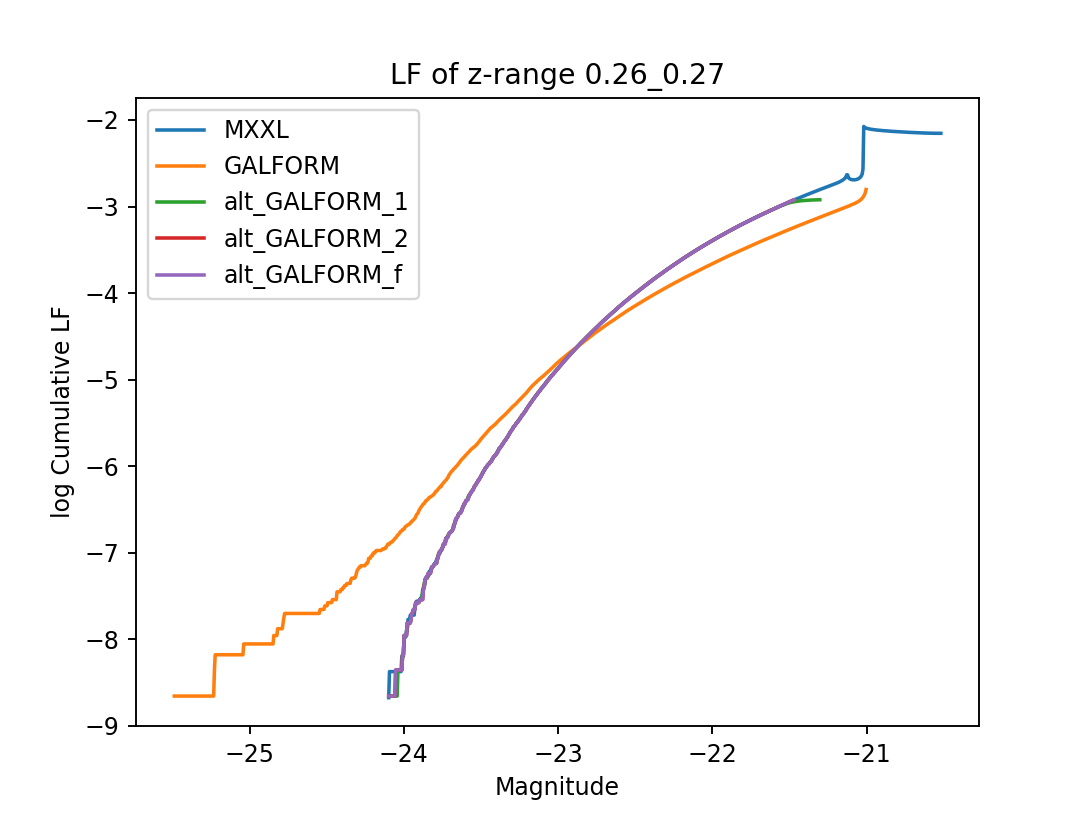 LF of z-range 0.26_0.27
MXXL
GALFORM
alt_GALFORM_1
alt_GALFORM_2
alt_GALFORM_f
log Cumulative LF
−2
−3
−4
−5
−6
−7
−8
−9
−25
−24
−23
−22
−21
Magnitude